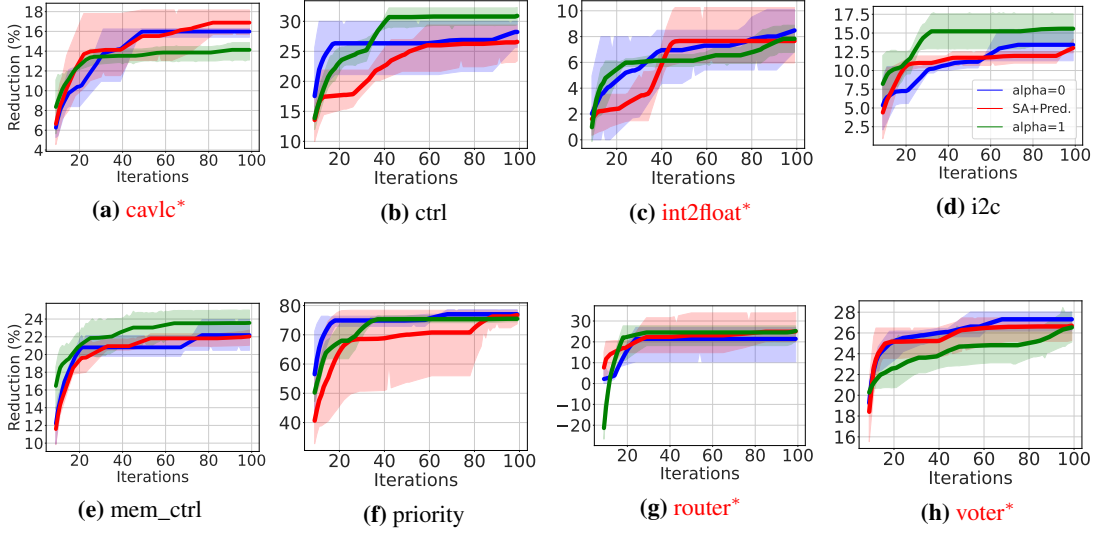 Reduction (%)
18
16
14
12
10
8
6
4
20 40 60 80 100
Iterations
(a) cavlc*
30
25
20
15
10
20 40 60 80 100
Iterations
(b) ctrl
10
8
6
4
2
0
20 40 60 80 100
Iterations
(c) int2float*
17.5
15.0
12.5
10.0
7.5
5.0
2.5
alpha=0
SA+Pred.
alpha=1
20 40 60 80 100
Iterations
(d) i2c
Reduction (%)
24
22
20
18
16
14
12
10
20 40 60 80 100
Iterations
(e) mem_ctrl
80
70
60
50
40
20 40 60 80 100
Iterations
(f) priority
30
20
10
0
−10
−20
20 40 60 80 100
Iterations
(g) router*
28
26
24
22
20
18
16
20 40 60 80 100
Iterations
(h) voter*